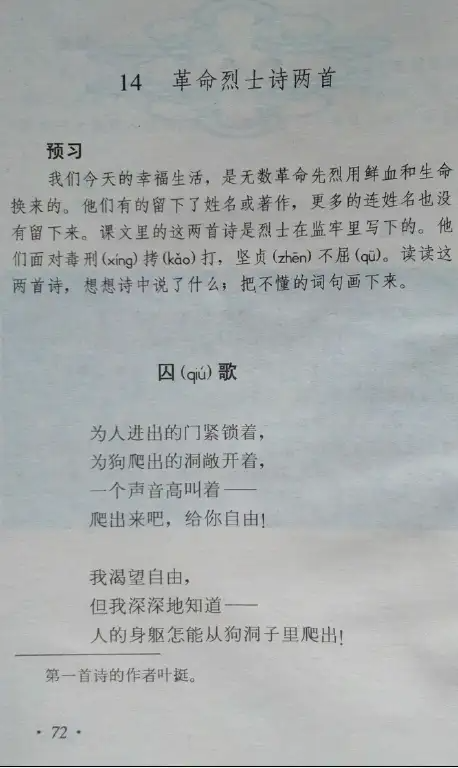 14 革命烈士诗两首
预习
我们今天的幸福生活，是无数革命先烈用鲜血和生命
换来的。他们有的留下了姓名或著作，更多的连姓名也没
有留下来。课文里的这两首诗是烈士在监牢里写下的。他
们面对毒刑(xíng)拷(kǎo)打，坚贞(zhēn)不屈(qū)。读读这
两首诗，想想诗中说了什么；把不懂的词句画下来。
囚(qiú)歌
为人进出的门紧锁着，
为狗爬出的洞敞开着，
一个声音高叫着——
爬出来吧，给你自由！
我渴望自由，
但我深深地知道——
人的身躯怎能从狗洞子里爬出！
第一首诗的作者叶挺。
· 72 ·